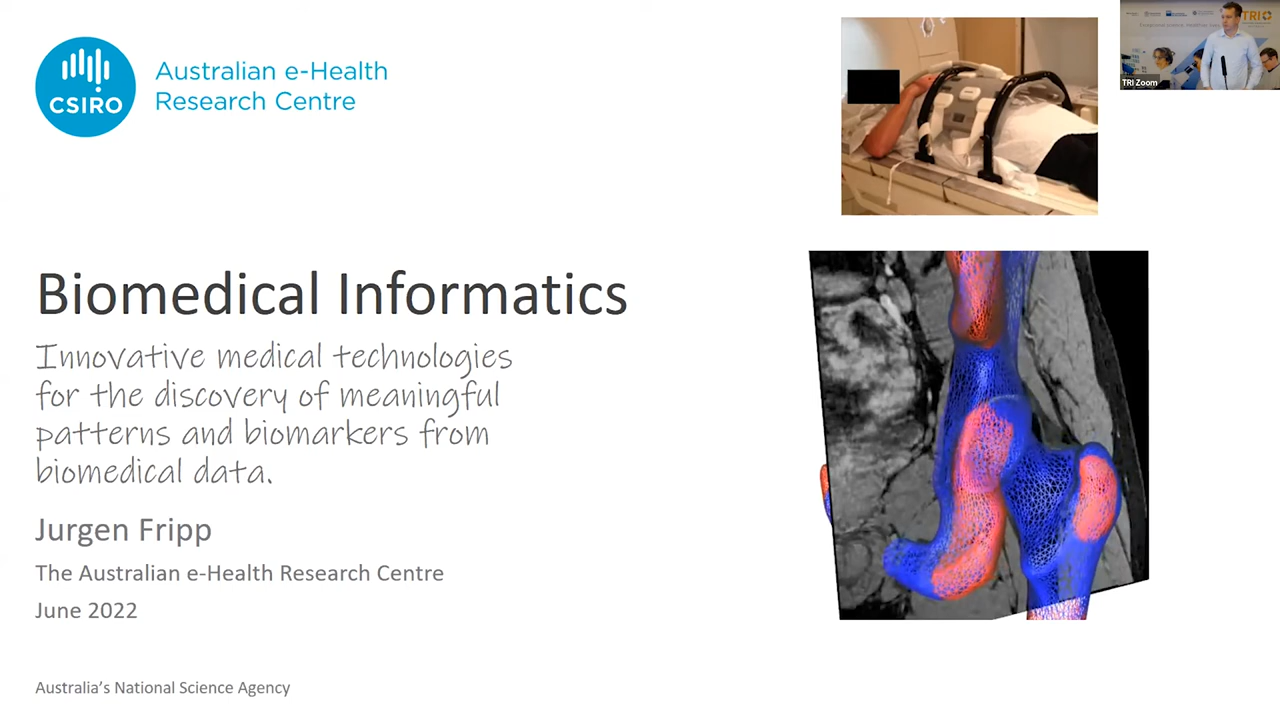 CSIRO
Australian e-Health
Research Centre
TRI
TRI Zoom
Biomedical Informatics
Innovative medical technologies
for the discovery of meaningful
patterns and biomarkers from
biomedical data.
Jurgen Fripp
The Australian e-Health Research Centre
June 2022
Australia's National Science Agency